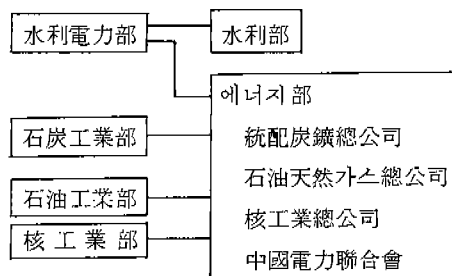 水利電力部 水利部
에너지部
石炭工業部 統配炭鑛總公司
石油天然가스總公司
石油工業部
核工業總公司
核工業部
中國電力聯合會